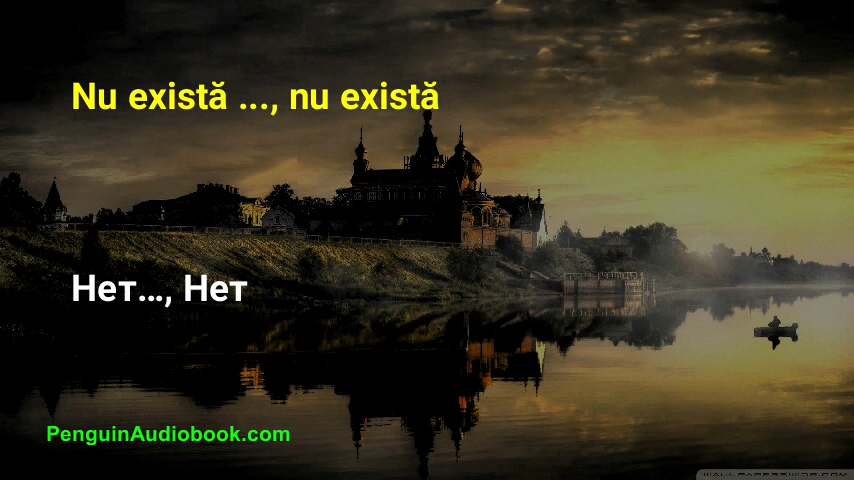 Nu există ..., nu există
Нет..., Нет
PenguinAudiobook.com